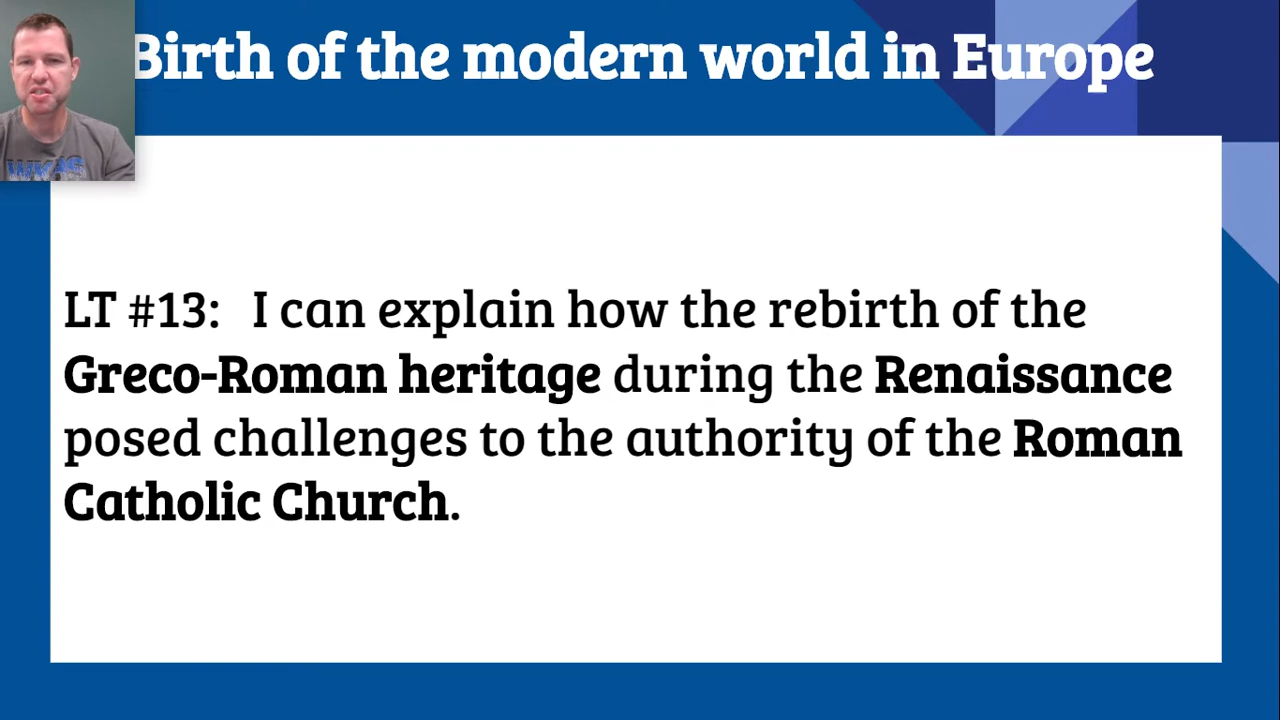 Birth of the modern world in Europe
LT #13: I can explain how the rebirth of the
Greco-Roman heritage during the Renaissance
posed challenges to the authority of the Roman
Catholic Church.